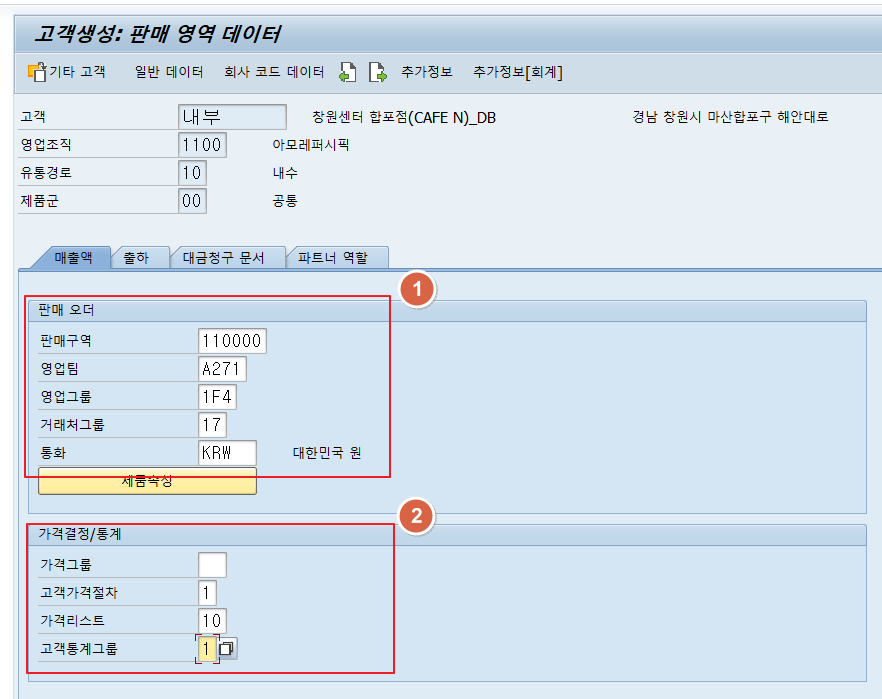 고객생성: 판매 영역 데이터
기타 고객 일반 데이터 회사 코드 데이터 추가정보 추가정보[회계]
고객 내부 창원센터 합포점(CAFE N)_DB 경남 창원시 마산합포구 해안대로
영업조직 1100 아모레퍼시픽
유통경로 10 내수
제품군 00 공통
매출액 출하 대금청구 문서 파트너 역할
1
판매 오더
판매구역 110000
영업팀 A271
영업그룹 1F4
거래처그룹 17
통화 KRW 대한민국 원
제품속성
2
가격결정/통계
가격그룹
고객가격절차 1
가격리스트 10
고객통계그룹 1